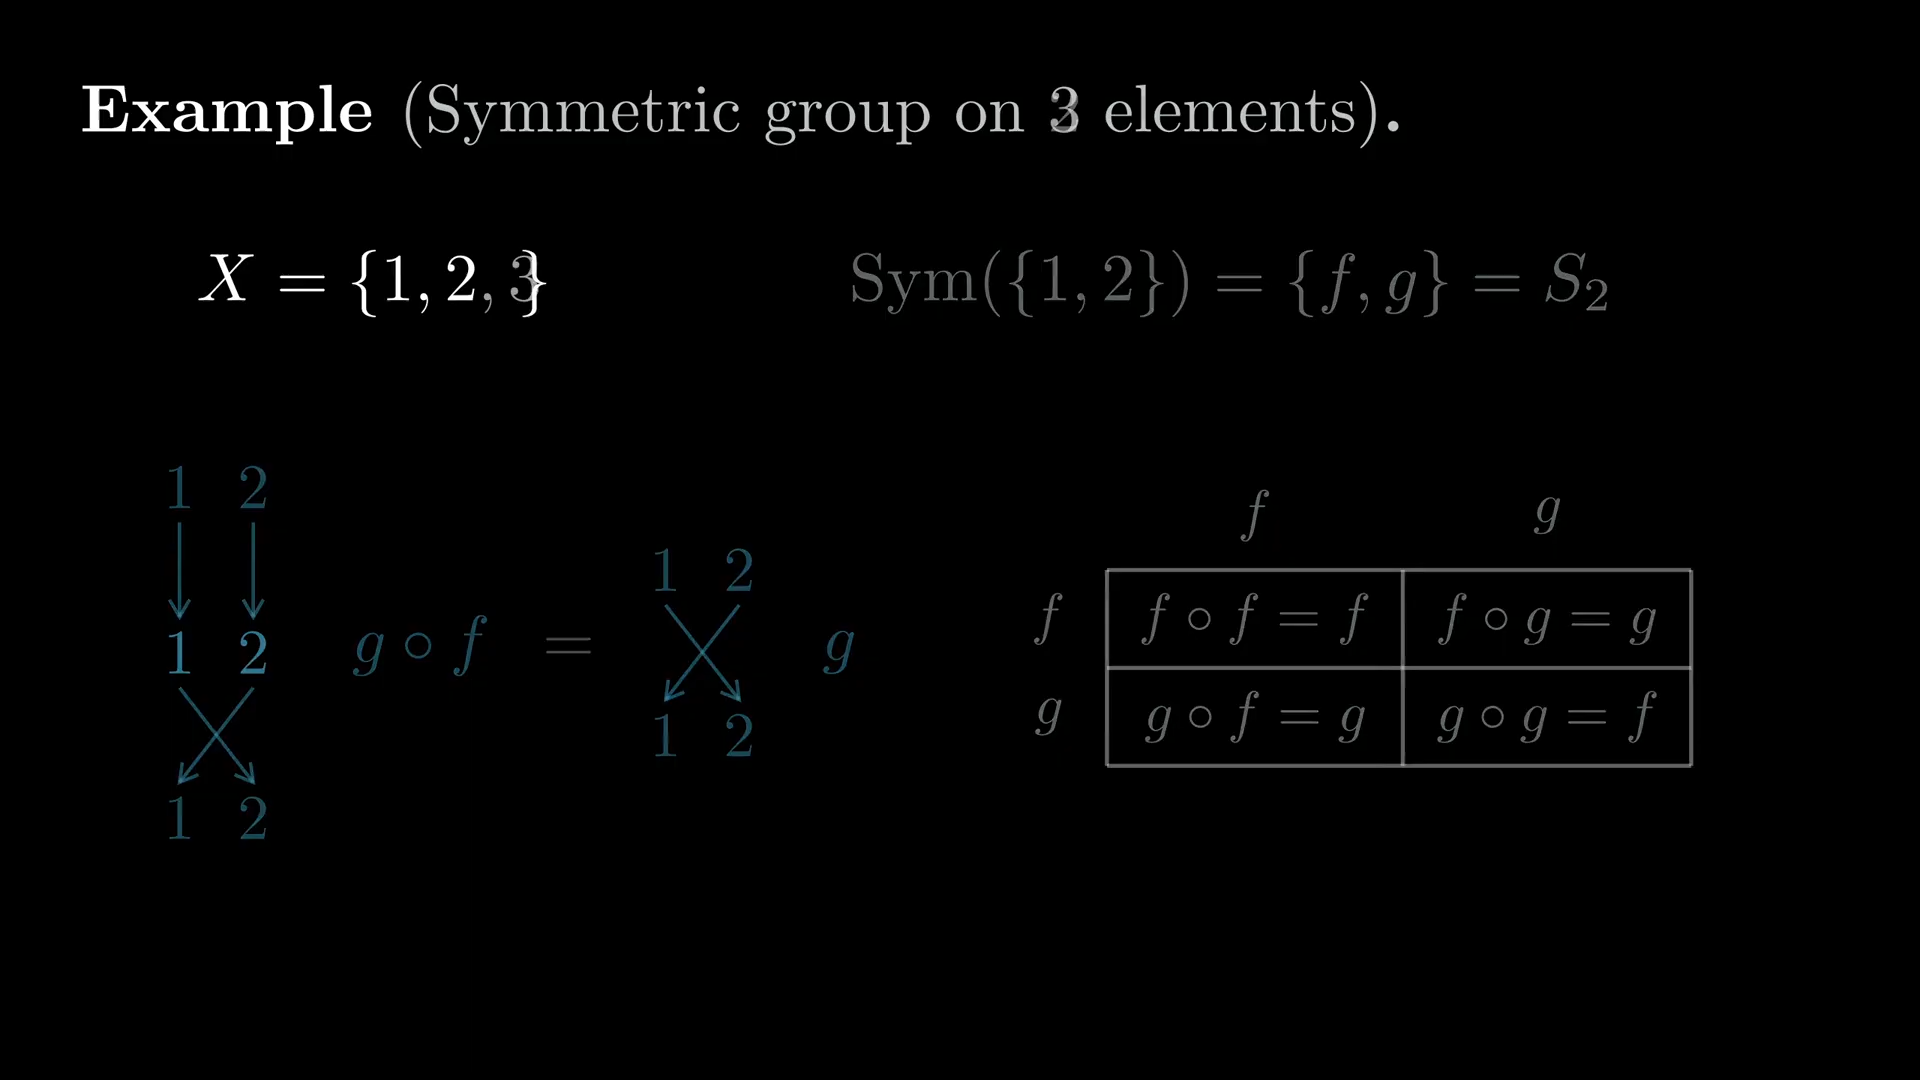 Example (Symmetric group on 3 elements).
X = {1, 2, 3}
Sym({1, 2}) = {f, g} = S₂
1 2
1 2
1 2
g ∘ f = 
1 2
1 2
g
f g
f f ∘ f = f f ∘ g = g
g g ∘ f = g g ∘ g = f